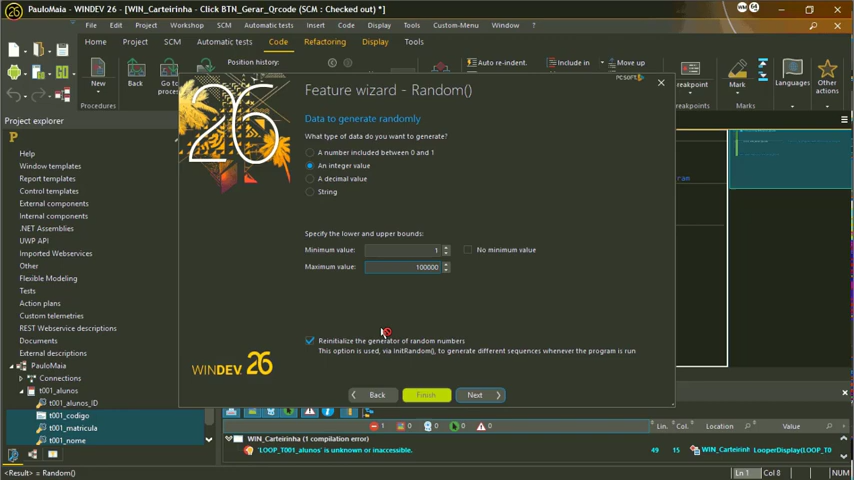 PauloMaia - WINDEV 26 - [WIN_Carteirinha - Click BTN_Gerar_Qrcode (SCM : Checked out) *]
File Edit Project Workshop SCM Automatic tests Insert Code Display Tools Custom-Menu Window ?
Home Project SCM Automatic tests Code Refactoring Display Tools
Position history:
Auto re-indent.
Include in
Move up
New
Back
Breakpoint
Mark
Languages
Other
actions
Procedures
Marks
Feature wizard - Random()
26
Data to generate randomly
What type of data do you want to generate?
A number included between 0 and 1
An integer value
A decimal value
String
Specify the lower and upper bounds:
Minimum value: 1 No minimum value
Maximum value: 100000
Reinitialize the generator of random numbers
This option is used, via InitRandom(), to generate different sequences whenever the program is run
WINDEV 26
Back Finish Next
Project explorer
Help
Window templates
Report templates
Control templates
External components
Internal components
.NET Assemblies
UWP API
Imported Webservices
Other
Flexible Modeling
Tests
Action plans
Custom telemetries
REST Webservice descriptions
Documents
External dependencies
PauloMaia
Connections
t001_alunos
t001_alunos_ID
t001_codigo
t001_matricula
t001_nome
1 0 0 0 0 Lin. Col. Location Value
WIN_Carteirinha (1 compilation error)
'LOOP_T001_alunos' is unknown or inaccessible. 49 15 WIN_Carteirinh LooperDisplay(LOOP_T0
<Result> = Random()
Ln 1 Col 8 NUM